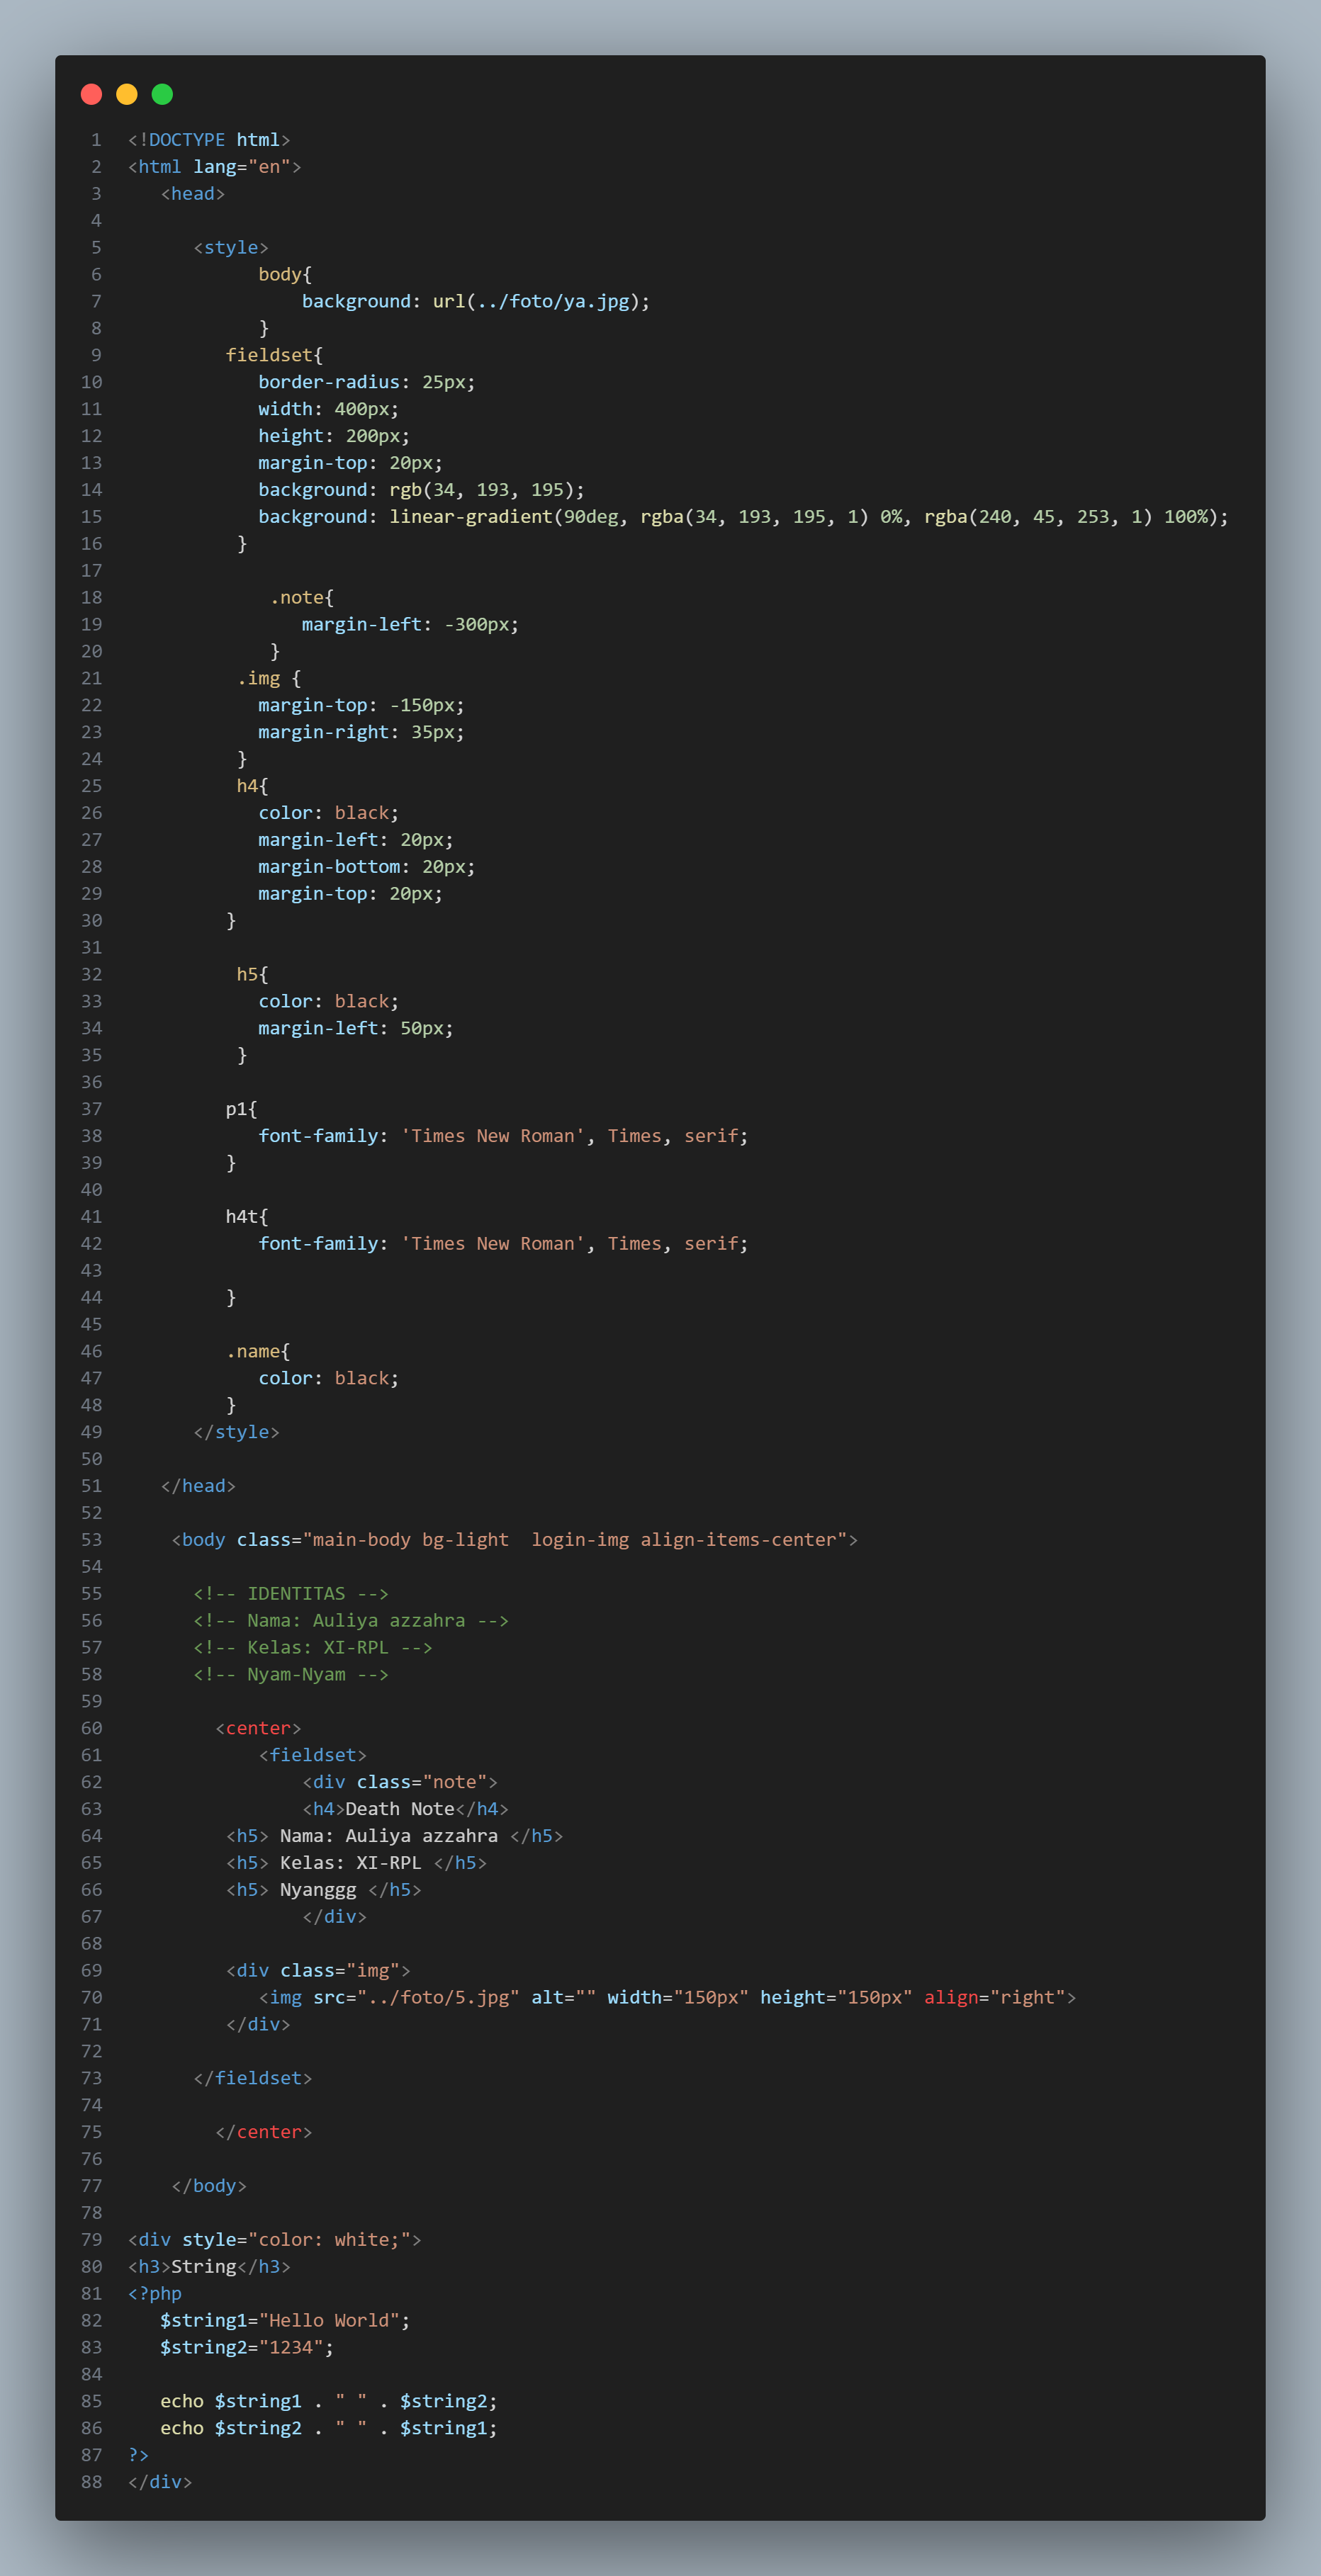 1 <!DOCTYPE html>
2 <html lang="en">
3    <head>
4
5       <style>
6             body{
7                 background: url(../foto/ya.jpg);
8             }
9          fieldset{
10             border-radius: 25px;
11             width: 400px;
12             height: 200px;
13             margin-top: 20px;
14             background: rgb(34, 193, 195);
15             background: linear-gradient(90deg, rgba(34, 193, 195, 1) 0%, rgba(240, 45, 253, 1) 100%);
16           }
17
18              .note{
19                 margin-left: -300px;
20              }
21           .img {
22             margin-top: -150px;
23             margin-right: 35px;
24           }
25           h4{
26             color: black;
27             margin-left: 20px;
28             margin-bottom: 20px;
29             margin-top: 20px;
30          }
31
32           h5{
33             color: black;
34             margin-left: 50px;
35           }
36
37          p1{
38             font-family: 'Times New Roman', Times, serif;
39          }
40
41          h4t{
42             font-family: 'Times New Roman', Times, serif;
43
44          }
45
46          .name{
47             color: black;
48          }
49       </style>
50
51    </head>
52
53     <body class="main-body bg-light  login-img align-items-center">
54
55       <!-- IDENTITAS -->
56       <!-- Nama: Auliya azzahra -->
57       <!-- Kelas: XI-RPL -->
58       <!-- Nyam-Nyam -->
59
60         <center>
61             <fieldset>
62                 <div class="note">
63                 <h4>Death Note</h4>
64          <h5> Nama: Auliya azzahra </h5>
65          <h5> Kelas: XI-RPL </h5>
66          <h5> Nyanggg </h5>
67                 </div>
68
69          <div class="img">
70             <img src="../foto/5.jpg" alt="" width="150px" height="150px" align="right">
71          </div>
72
73       </fieldset>
74
75         </center>
76
77     </body>
78
79 <div style="color: white;">
80 <h3>String</h3>
81 <?php
82    $string1="Hello World";
83    $string2="1234";
84
85    echo $string1 . " " . $string2;
86    echo $string2 . " " . $string1;
87 ?>
88 </div>